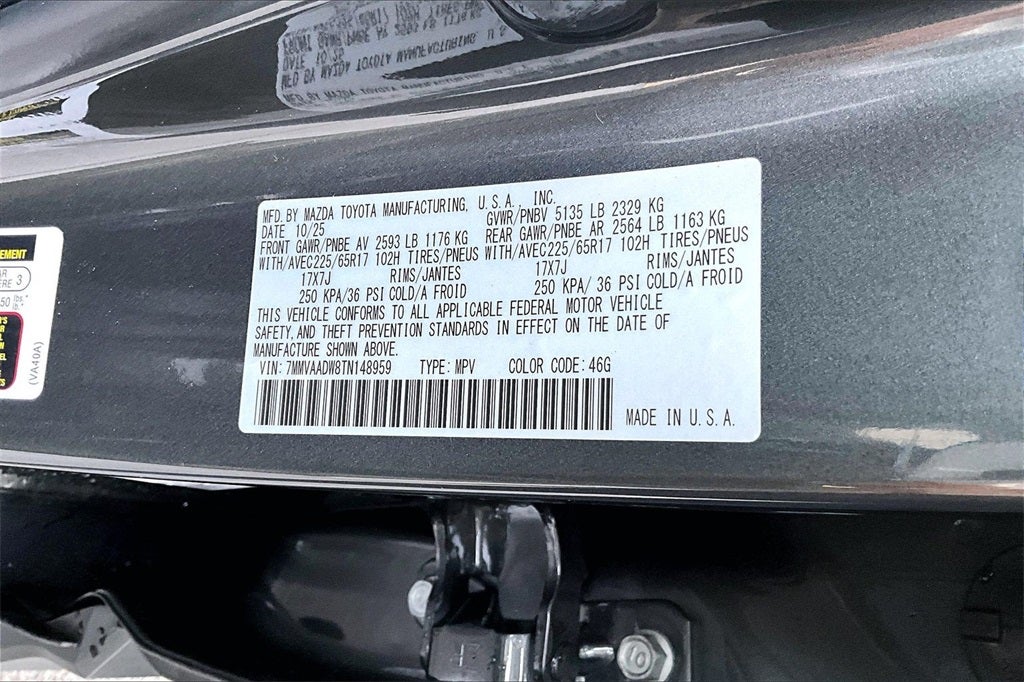 MFD. BY MAZDA TOYOTA MANUFACTURING, U.S.A., INC.
DATE 10/25 GVWR/PNBV 5135 LB 2329 KG
FRONT GAWR/PNBE AV 2593 LB 1176 KG REAR GAWR/PNBE AR 2564 LB 1163 KG
WITH/AVEC225/65R17 102H TIRES/PNEUS WITH/AVEC225/65R17 102H TIRES/PNEUS
17X7J RIMS/JANTES 17X7J RIMS/JANTES
250 KPA/36 PSI COLD/A FROID 250 KPA/ 36 PSI COLD/A FROID
THIS VEHICLE CONFORMS TO ALL APPLICABLE FEDERAL MOTOR VEHICLE
SAFETY, AND THEFT PREVENTION STANDARDS IN EFFECT ON THE DATE OF
MANUFACTURE SHOWN ABOVE.
VIN: 7MMVAADW8TN148959 TYPE: MPV COLOR CODE: 46G
MADE IN U.S.A.
3
50 lbs.
(VA40A)